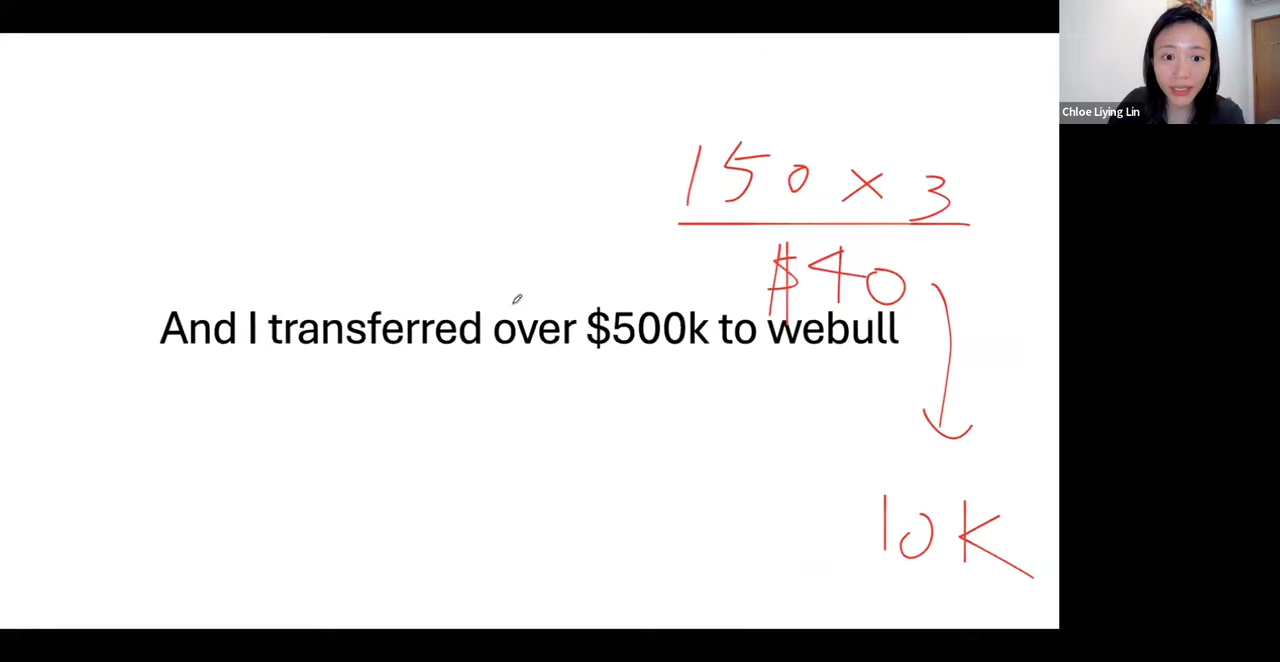 Chloe Liying Lin
150 x 3
$40
And I transferred over $500k to webull
10K